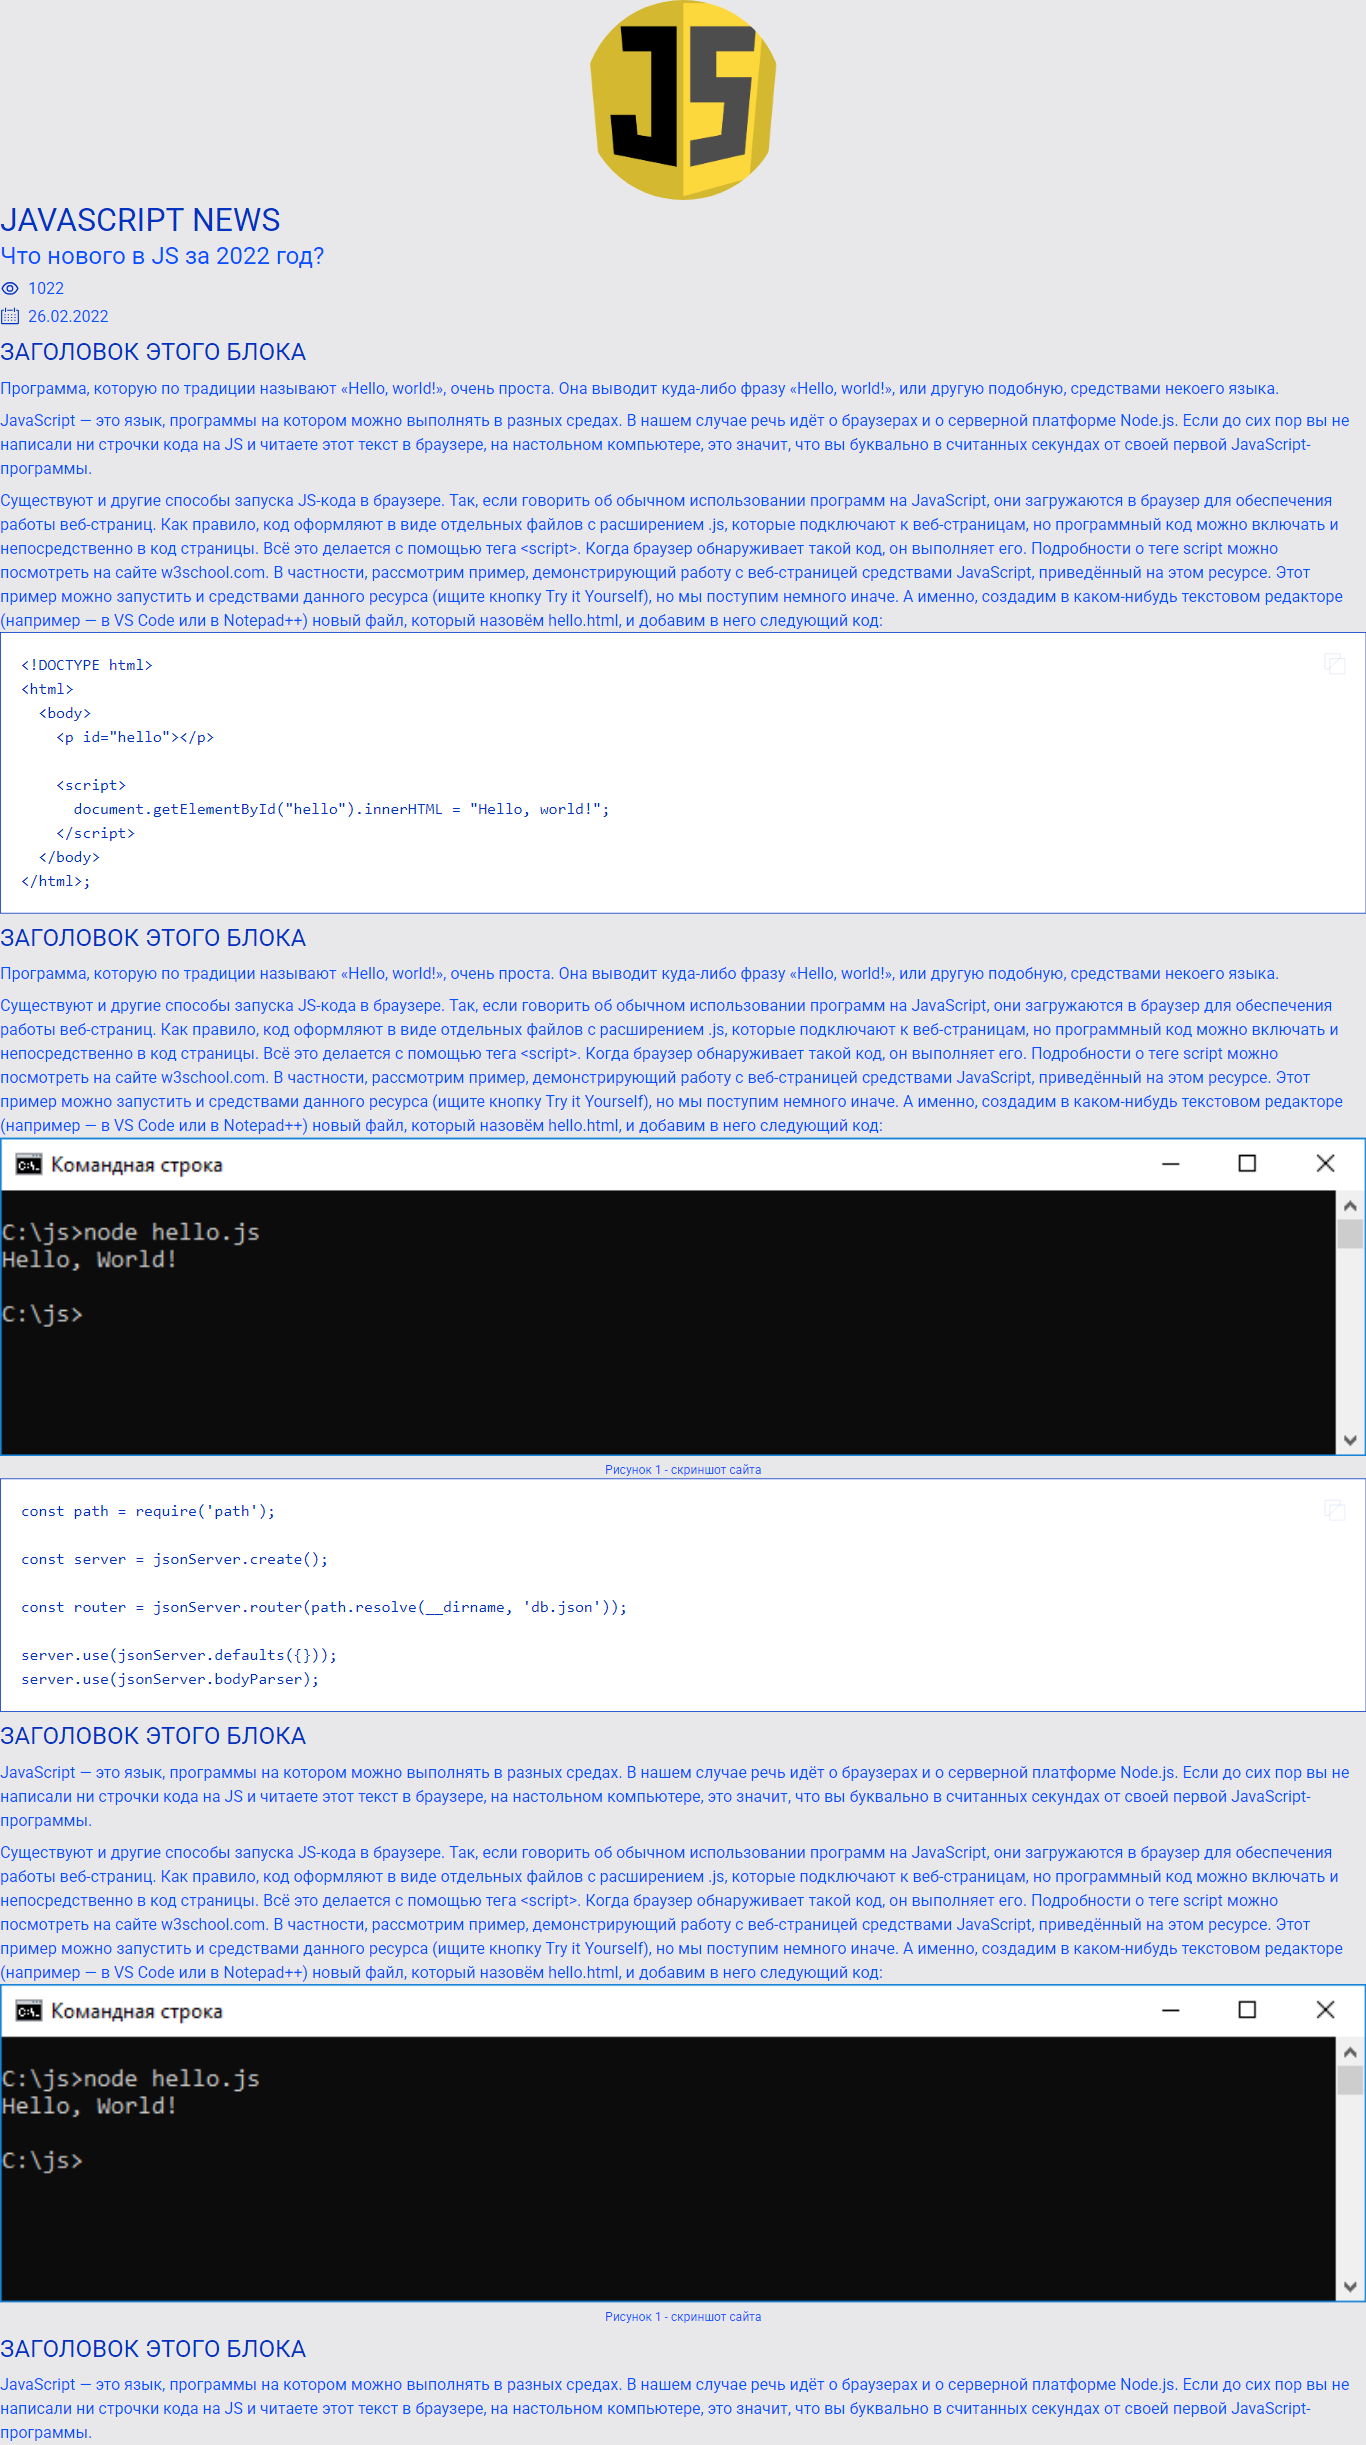 JS
JAVASCRIPT NEWS
Что нового в JS за 2022 год?
1022
26.02.2022
ЗАГОЛОВОК ЭТОГО БЛОКА
Программа, которую по традиции называют «Hello, world!», очень проста. Она выводит куда-либо фразу «Hello, world!», или другую подобную, средствами некоего языка.
JavaScript — это язык, программы на котором можно выполнять в разных средах. В нашем случае речь идёт о браузерах и о серверной платформе Node.js. Если до сих пор вы не
написали ни строчки кода на JS и читаете этот текст в браузере, на настольном компьютере, это значит, что вы буквально в считанных секундах от своей первой JavaScript-
программы.
Существуют и другие способы запуска JS-кода в браузере. Так, если говорить об обычном использовании программ на JavaScript, они загружаются в браузер для обеспечения
работы веб-страниц. Как правило, код оформляют в виде отдельных файлов с расширением .js, которые подключают к веб-страницам, но программный код можно включать и
непосредственно в код страницы. Всё это делается с помощью тега <script>. Когда браузер обнаруживает такой код, он выполняет его. Подробности о теге script можно
посмотреть на сайте w3school.com. В частности, рассмотрим пример, демонстрирующий работу с веб-страницей средствами JavaScript, приведённый на этом ресурсе. Этот
пример можно запустить и средствами данного ресурса (ищите кнопку Try it Yourself), но мы поступим немного иначе. А именно, создадим в каком-нибудь текстовом редакторе
(например — в VS Code или в Notepad++) новый файл, который назовём hello.html, и добавим в него следующий код:
<!DOCTYPE html>
<html>
  <body>
    <p id="hello"></p>

    <script>
      document.getElementById("hello").innerHTML = "Hello, world!";
    </script>
  </body>
</html>;
ЗАГОЛОВОК ЭТОГО БЛОКА
Программа, которую по традиции называют «Hello, world!», очень проста. Она выводит куда-либо фразу «Hello, world!», или другую подобную, средствами некоего языка.
Существуют и другие способы запуска JS-кода в браузере. Так, если говорить об обычном использовании программ на JavaScript, они загружаются в браузер для обеспечения
работы веб-страниц. Как правило, код оформляют в виде отдельных файлов с расширением .js, которые подключают к веб-страницам, но программный код можно включать и
непосредственно в код страницы. Всё это делается с помощью тега <script>. Когда браузер обнаруживает такой код, он выполняет его. Подробности о теге script можно
посмотреть на сайте w3school.com. В частности, рассмотрим пример, демонстрирующий работу с веб-страницей средствами JavaScript, приведённый на этом ресурсе. Этот
пример можно запустить и средствами данного ресурса (ищите кнопку Try it Yourself), но мы поступим немного иначе. А именно, создадим в каком-нибудь текстовом редакторе
(например — в VS Code или в Notepad++) новый файл, который назовём hello.html, и добавим в него следующий код:
Командная строка
C:\js>node hello.js
Hello, World!
C:\js>
Рисунок 1 - скриншот сайта
const path = require('path');

const server = jsonServer.create();

const router = jsonServer.router(path.resolve(__dirname, 'db.json'));

server.use(jsonServer.defaults({}));
server.use(jsonServer.bodyParser);
ЗАГОЛОВОК ЭТОГО БЛОКА
JavaScript — это язык, программы на котором можно выполнять в разных средах. В нашем случае речь идёт о браузерах и о серверной платформе Node.js. Если до сих пор вы не
написали ни строчки кода на JS и читаете этот текст в браузере, на настольном компьютере, это значит, что вы буквально в считанных секундах от своей первой JavaScript-
программы.
Существуют и другие способы запуска JS-кода в браузере. Так, если говорить об обычном использовании программ на JavaScript, они загружаются в браузер для обеспечения
работы веб-страниц. Как правило, код оформляют в виде отдельных файлов с расширением .js, которые подключают к веб-страницам, но программный код можно включать и
непосредственно в код страницы. Всё это делается с помощью тега <script>. Когда браузер обнаруживает такой код, он выполняет его. Подробности о теге script можно
посмотреть на сайте w3school.com. В частности, рассмотрим пример, демонстрирующий работу с веб-страницей средствами JavaScript, приведённый на этом ресурсе. Этот
пример можно запустить и средствами данного ресурса (ищите кнопку Try it Yourself), но мы поступим немного иначе. А именно, создадим в каком-нибудь текстовом редакторе
(например — в VS Code или в Notepad++) новый файл, который назовём hello.html, и добавим в него следующий код:
Командная строка
C:\js>node hello.js
Hello, World!
C:\js>
Рисунок 1 - скриншот сайта
ЗАГОЛОВОК ЭТОГО БЛОКА
JavaScript — это язык, программы на котором можно выполнять в разных средах. В нашем случае речь идёт о браузерах и о серверной платформе Node.js. Если до сих пор вы не
написали ни строчки кода на JS и читаете этот текст в браузере, на настольном компьютере, это значит, что вы буквально в считанных секундах от своей первой JavaScript-
программы.